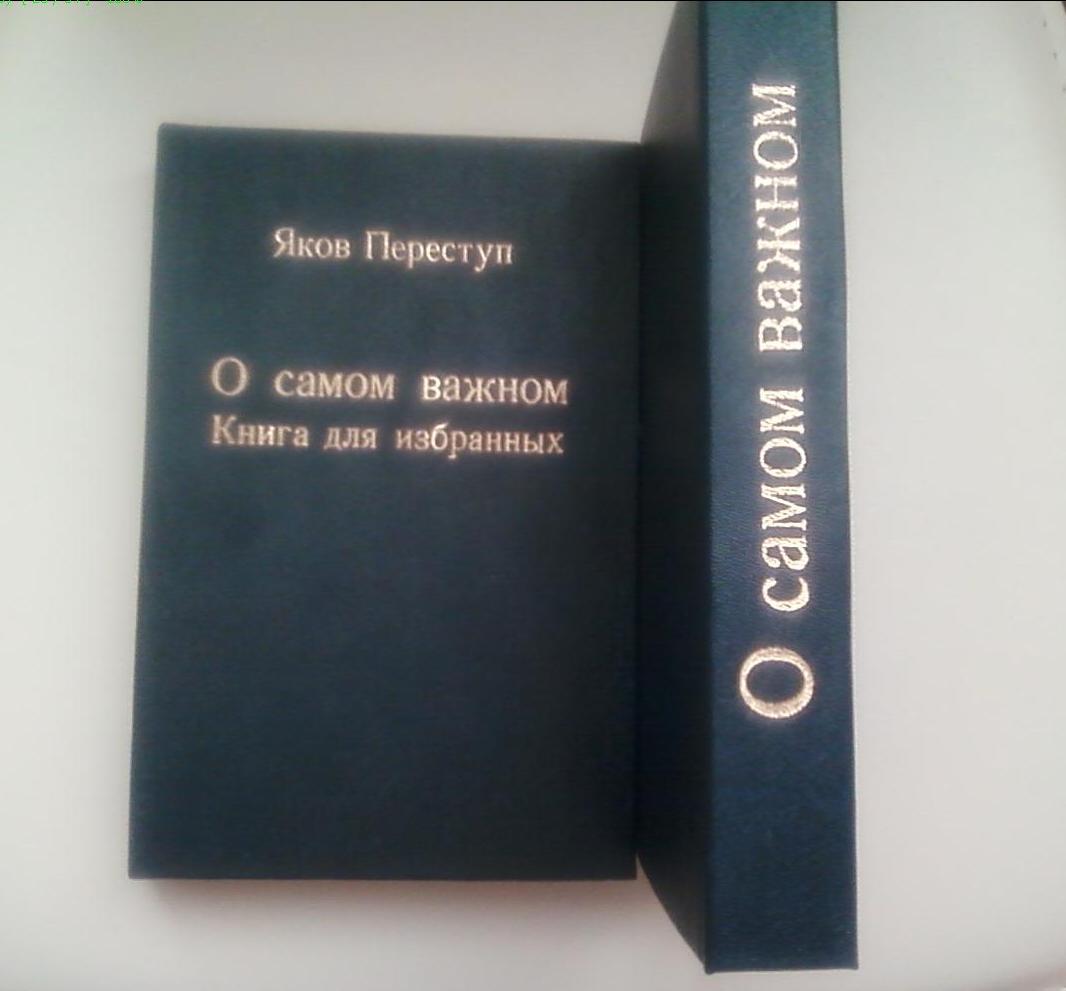 Яков Переступ
О самом важном
Книга для избранных
О самом важном